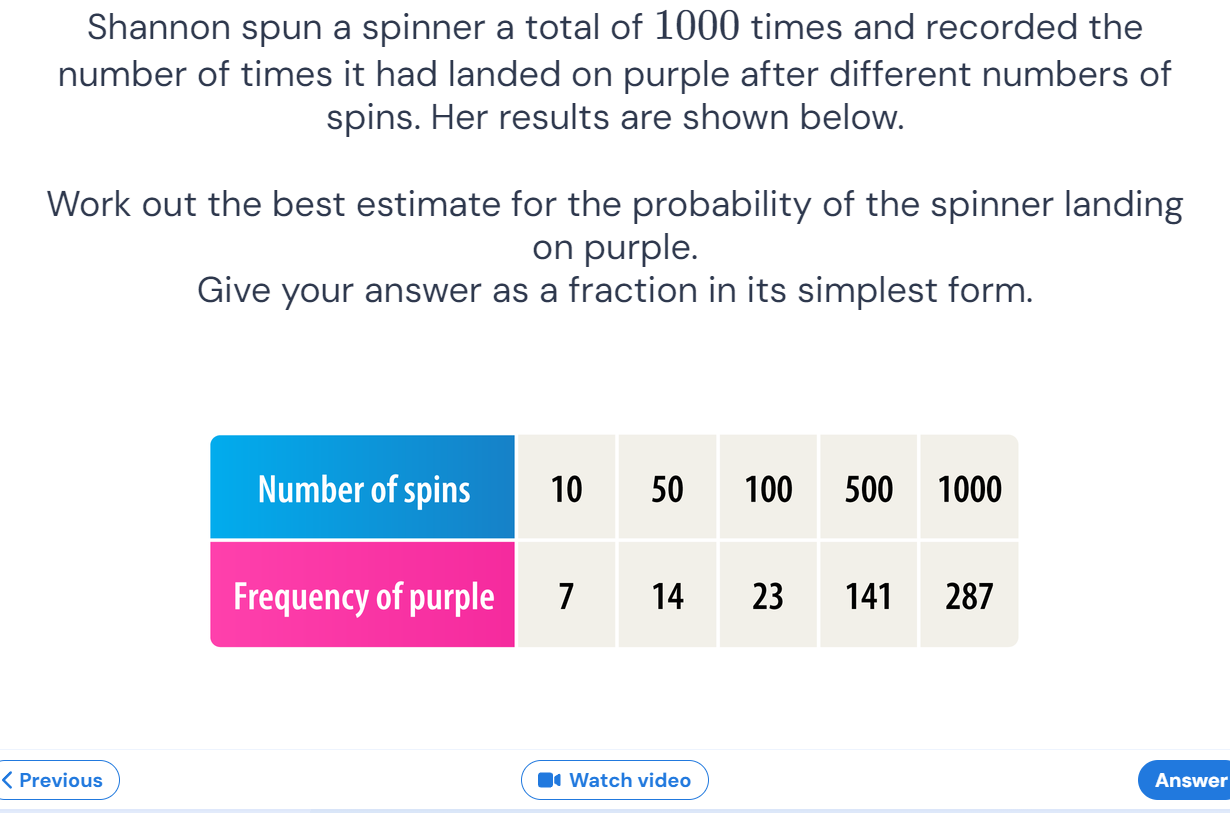 Shannon spun a spinner a total of 1000 times and recorded the
number of times it had landed on purple after different numbers of
spins. Her results are shown below.
Work out the best estimate for the probability of the spinner landing
on purple.
Give your answer as a fraction in its simplest form.
Number of spins 10 50 100 500 1000
Frequency of purple 7 14 23 141 287
Previous Watch video Answer